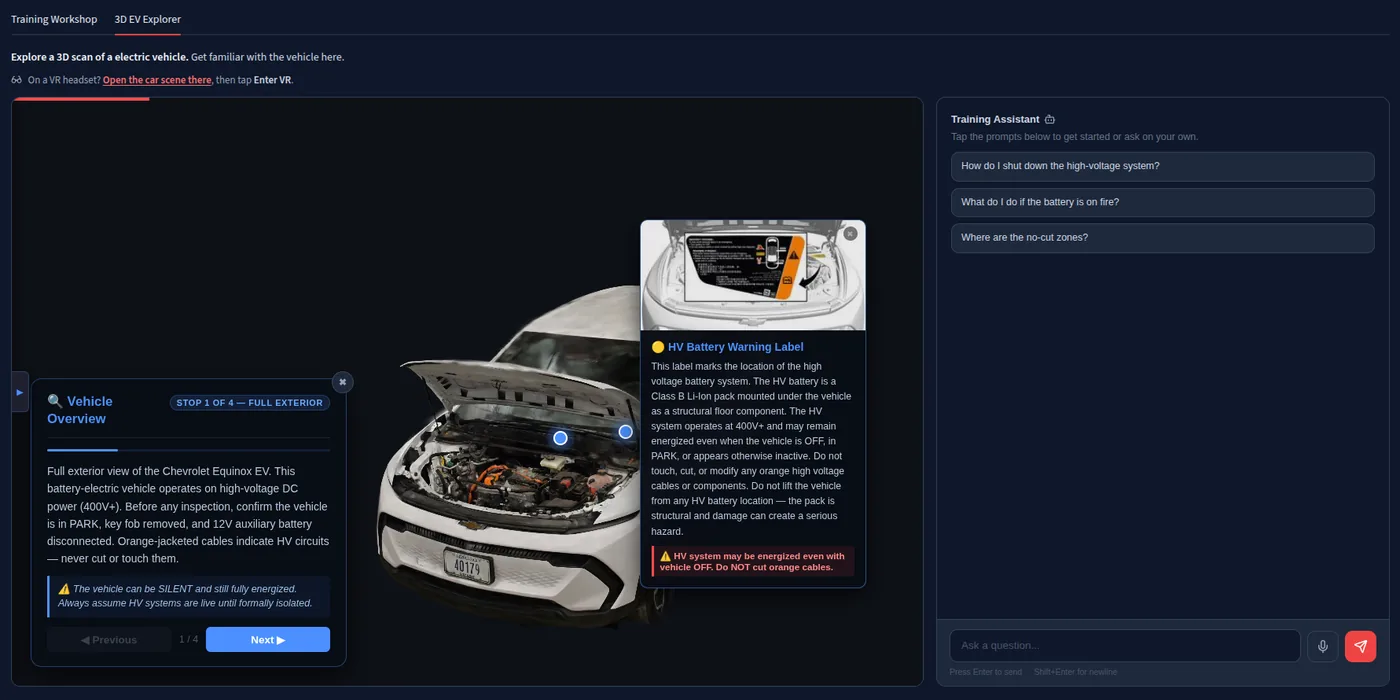 Training Workshop
3D EV Explorer
Explore a 3D scan of a electric vehicle. Get familiar with the vehicle here.
On a VR headset? Open the car scene there, then tap Enter VR.
🔍 Vehicle
Overview
STOP 1 OF 4 — FULL EXTERIOR
Full exterior view of the Chevrolet Equinox EV. This
battery-electric vehicle operates on high-voltage DC
power (400V+). Before any inspection, confirm the vehicle
is in PARK, key fob removed, and 12V auxiliary battery
disconnected. Orange-jacketed cables indicate HV circuits
— never cut or touch them.
⚠️ The vehicle can be SILENT and still fully energized.
Always assume HV systems are live until formally isolated.
◀ Previous
1 / 4
Next ▶
40179
🟡 HV Battery Warning Label
This label marks the location of the high
voltage battery system. The HV battery is a
Class B Li-Ion pack mounted under the vehicle
as a structural floor component. The HV
system operates at 400V+ and may remain
energized even when the vehicle is OFF, in
PARK, or appears otherwise inactive. Do not
touch, cut, or modify any orange high voltage
cables or components. Do not lift the vehicle
from any HV battery location — the pack is
structural and damage can create a serious
hazard.
⚠️ HV system may be energized even with
vehicle OFF. Do NOT cut orange cables.
Training Assistant
Tap the prompts below to get started or ask on your own.
How do I shut down the high-voltage system?
What do I do if the battery is on fire?
Where are the no-cut zones?
Ask a question...
Press Enter to send
Shift+Enter for newline